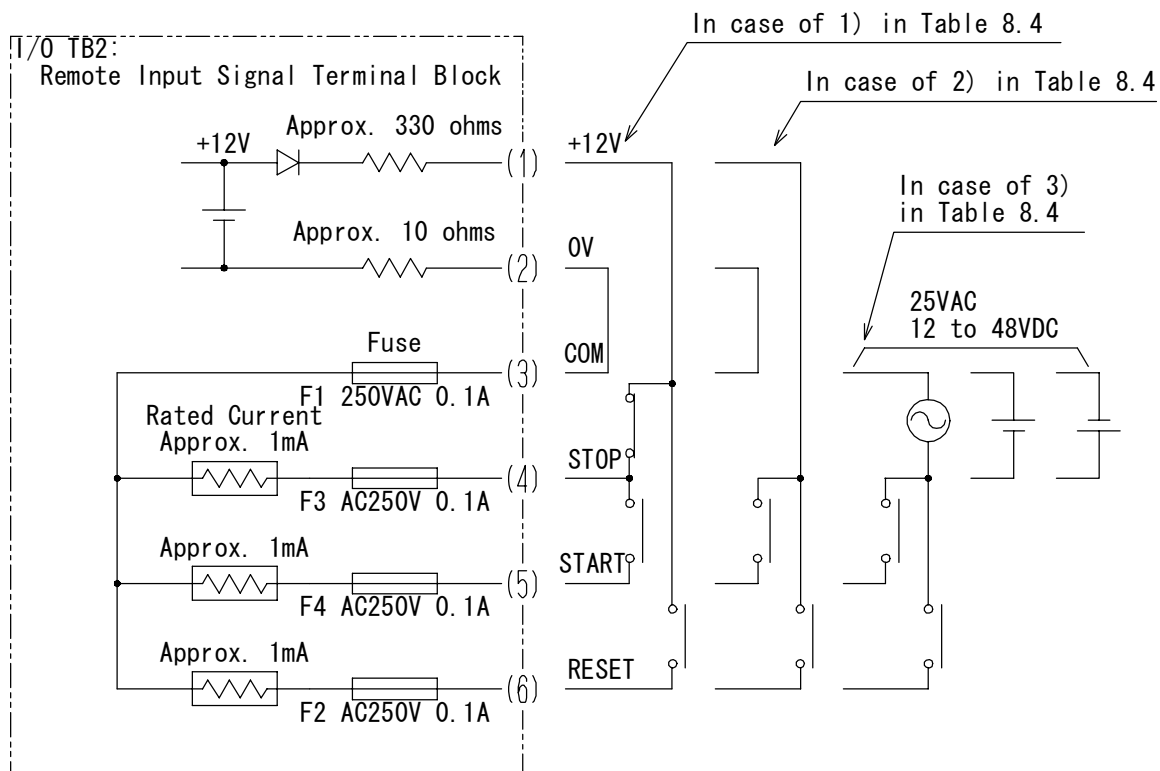 In case of 1) in Table 8.4
I/O TB2:
Remote Input Signal Terminal Block
In case of 2) in Table 8.4
Approx. 330 ohms
+12V
(1)
+12V
In case of 3)
in Table 8.4
Approx. 10 ohms
(2)
0V
25VAC
12 to 48VDC
Fuse
(3)
COM
F1 250VAC 0.1A
Rated Current
Approx. 1mA
(4)
STOP
F3 AC250V 0.1A
Approx. 1mA
(5)
START
F4 AC250V 0.1A
Approx. 1mA
(6)
RESET
F2 AC250V 0.1A